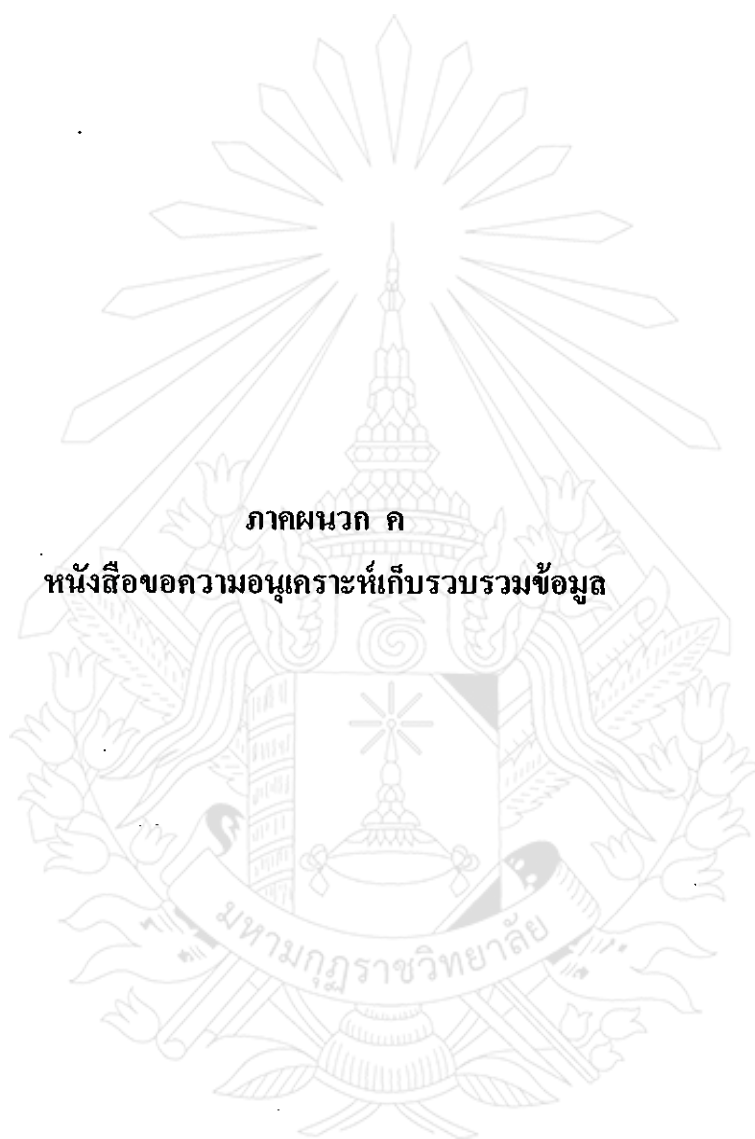 ภาคผนวก ค
หนังสือขอความอนุเคราะห์เก็บรวบรวมข้อมูล
มหามกุฏราชวิทยาลัย